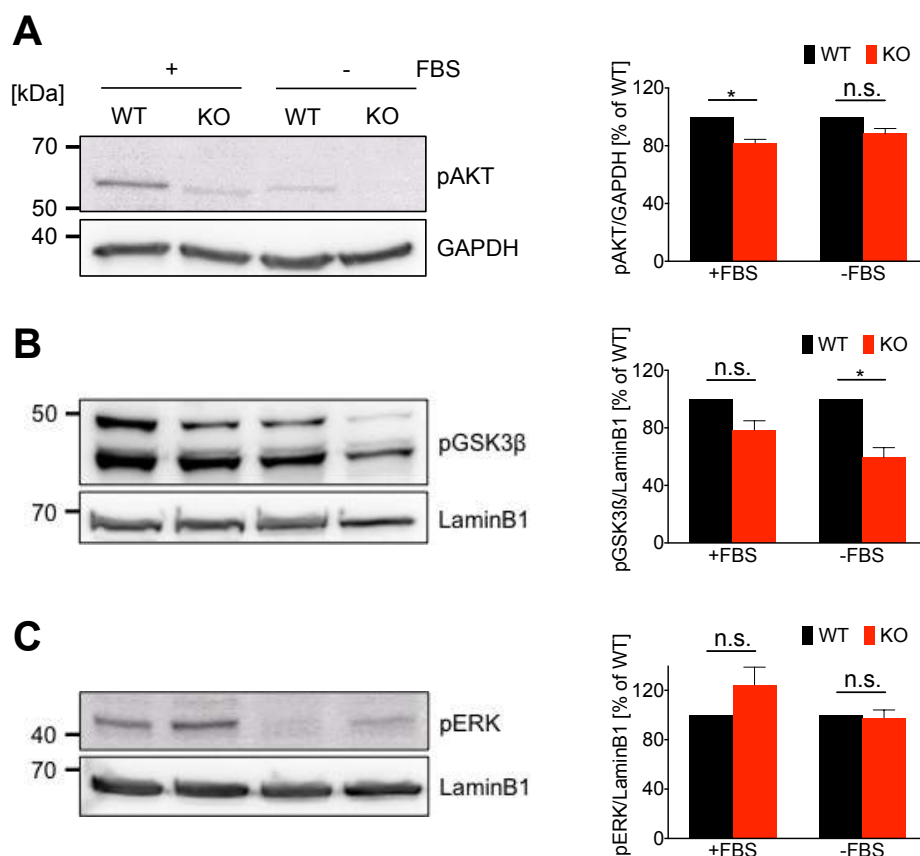 A
+ - FBS
[kDa]
WT KO WT KO
70
50
pAKT
40
GAPDH
WT KO
pAKT/GAPDH [% of WT]
120
80
40
0
* n.s.
+FBS -FBS
B
50
pGSK3ß
70
LaminB1
WT KO
pGSK3ß/LaminB1 [% of WT]
120
80
40
0
n.s. *
+FBS -FBS
C
40
pERK
70
LaminB1
WT KO
pERK/LaminB1 [% of WT]
120
80
40
0
n.s. n.s.
+FBS -FBS